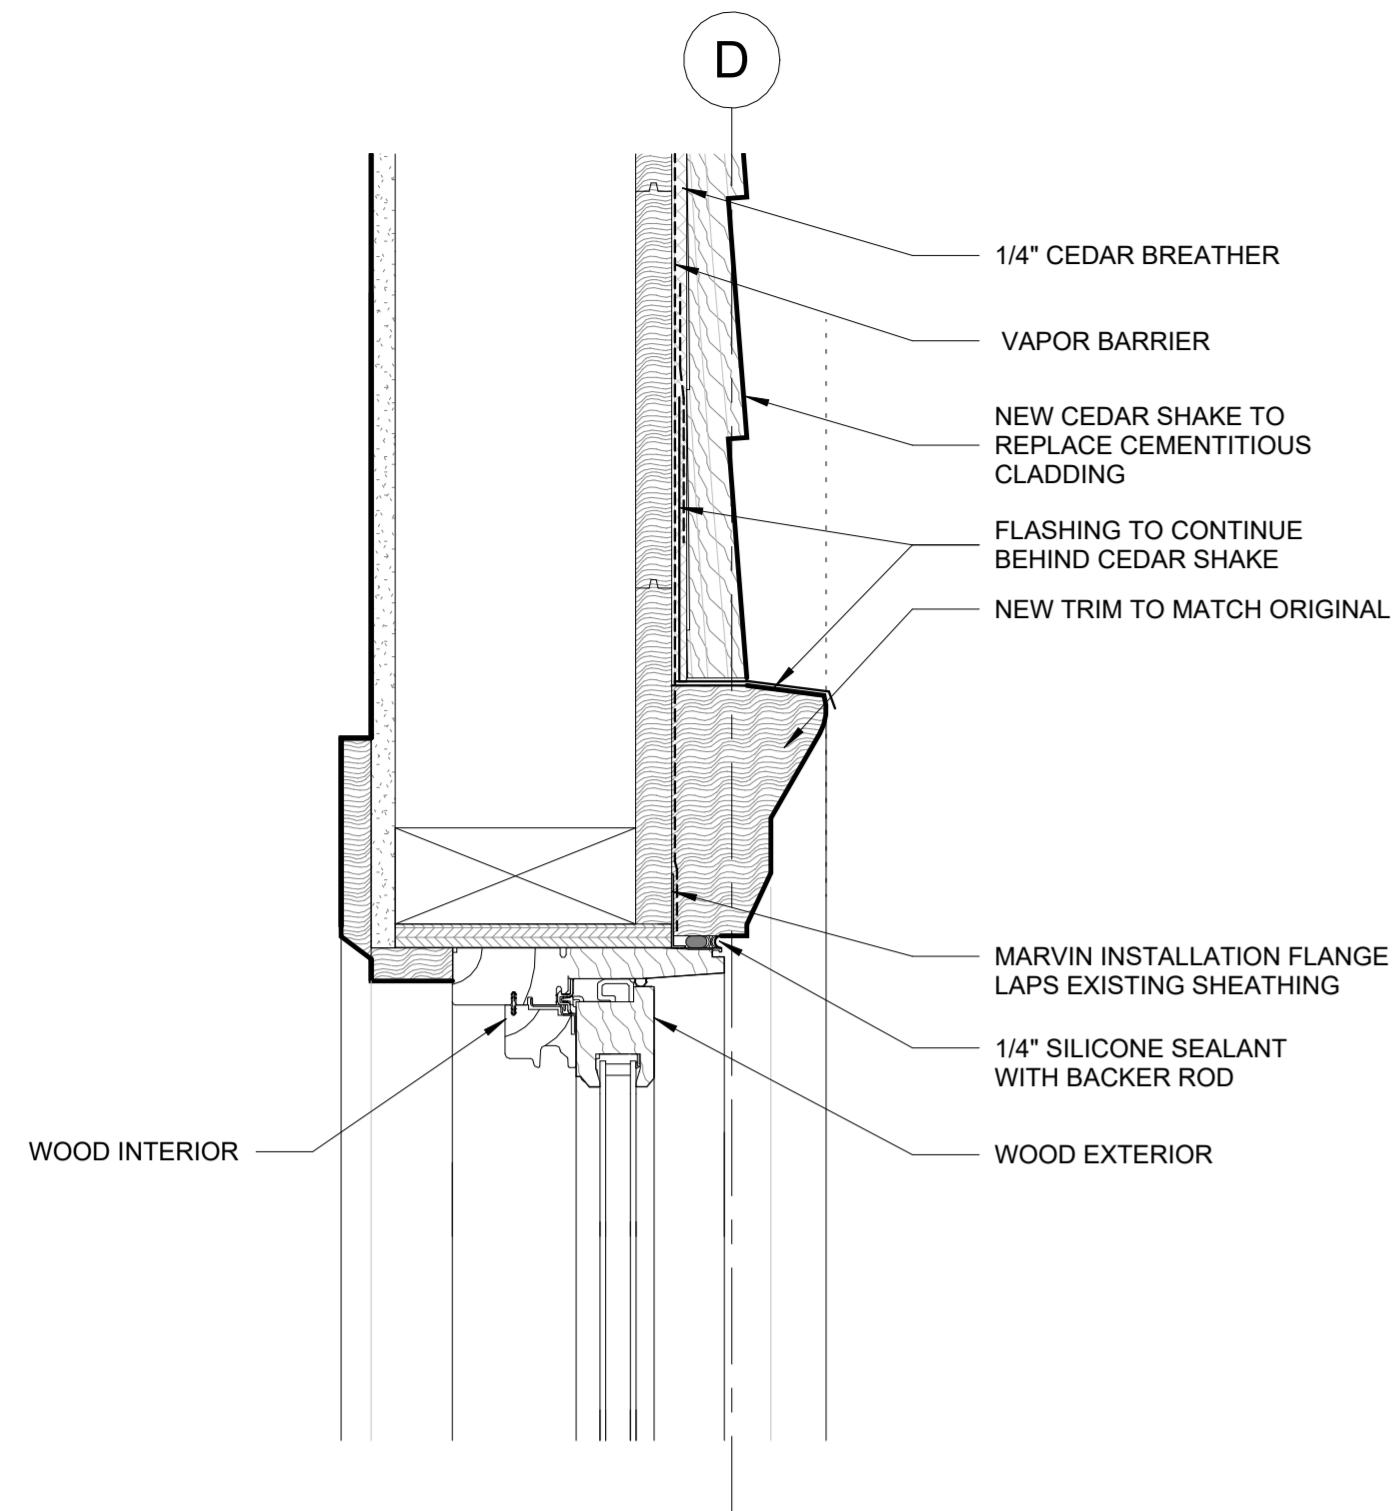 D
1/4" CEDAR BREATHER
VAPOR BARRIER
NEW CEDAR SHAKE TO
REPLACE CEMENTITIOUS
CLADDING
FLASHING TO CONTINUE
BEHIND CEDAR SHAKE
NEW TRIM TO MATCH ORIGINAL
MARVIN INSTALLATION FLANGE
LAPS EXISTING SHEATHING
1/4" SILICONE SEALANT
WITH BACKER ROD
WOOD INTERIOR
WOOD EXTERIOR